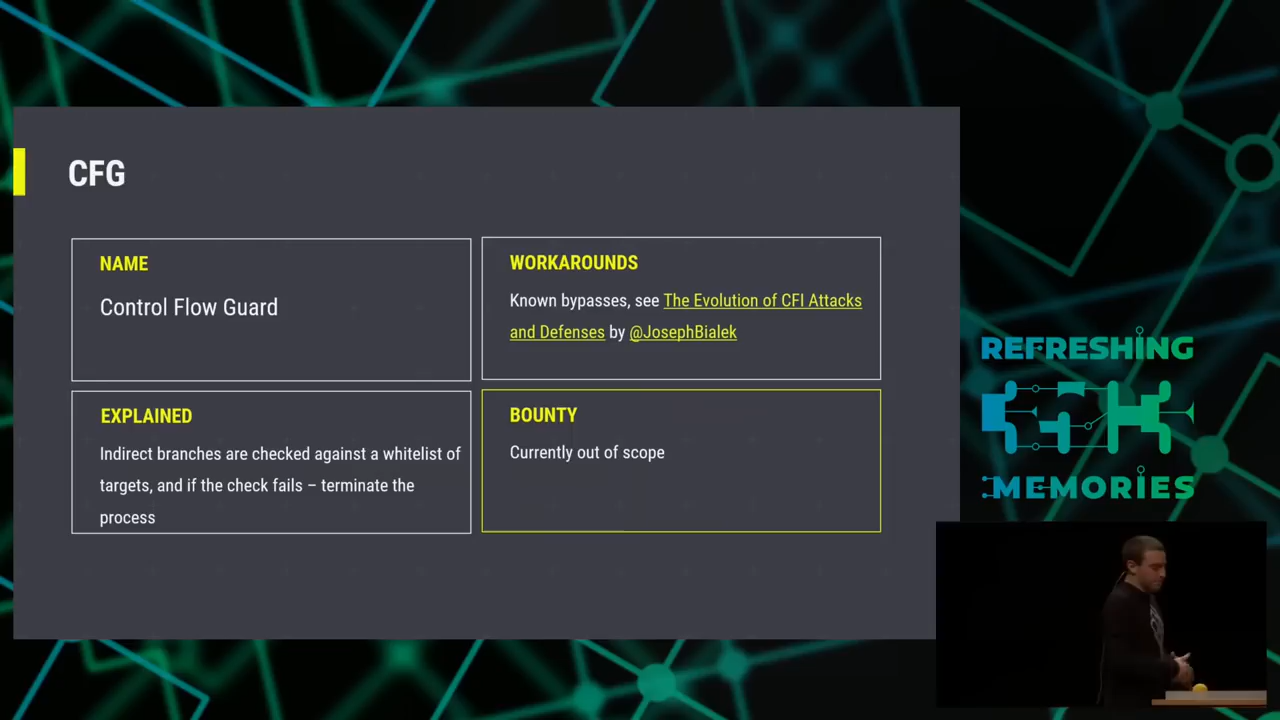 CFG
NAME
Control Flow Guard
WORKAROUNDS
Known bypasses, see The Evolution of CFI Attacks
and Defenses by @JosephBialek
EXPLAINED
Indirect branches are checked against a whitelist of
targets, and if the check fails – terminate the
process
BOUNTY
Currently out of scope
REFRESHING
MEMORIES